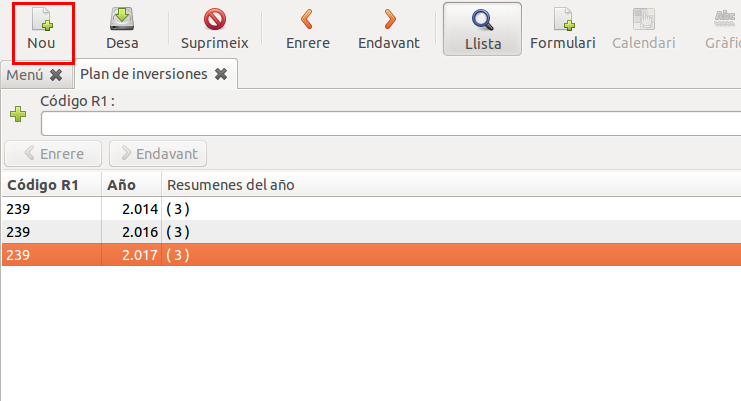 Nou Desa Suprimeix Enrere Endavant Llista Formulari Calendari Gràfic
Menú Plan de inversiones
Código R1 :
Enrere Endavant
Código R1 Año Resumenes del año
239 2.014 ( 3 )
239 2.016 ( 3 )
239 2.017 ( 3 )